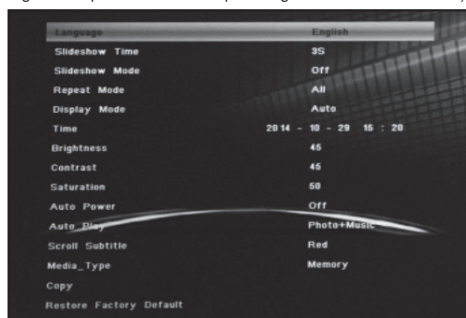 Language English
Slideshow Time 3S
Slideshow Mode Off
Repeat Mode All
Display Mode Auto
Time 2014 - 10 - 29 15 : 20
Brightness 45
Contrast 45
Saturation 50
Auto Power Off
Auto Play Photo+Music
Scroll Subtitle Red
Media_Type Memory
Copy
Restore Factory Default